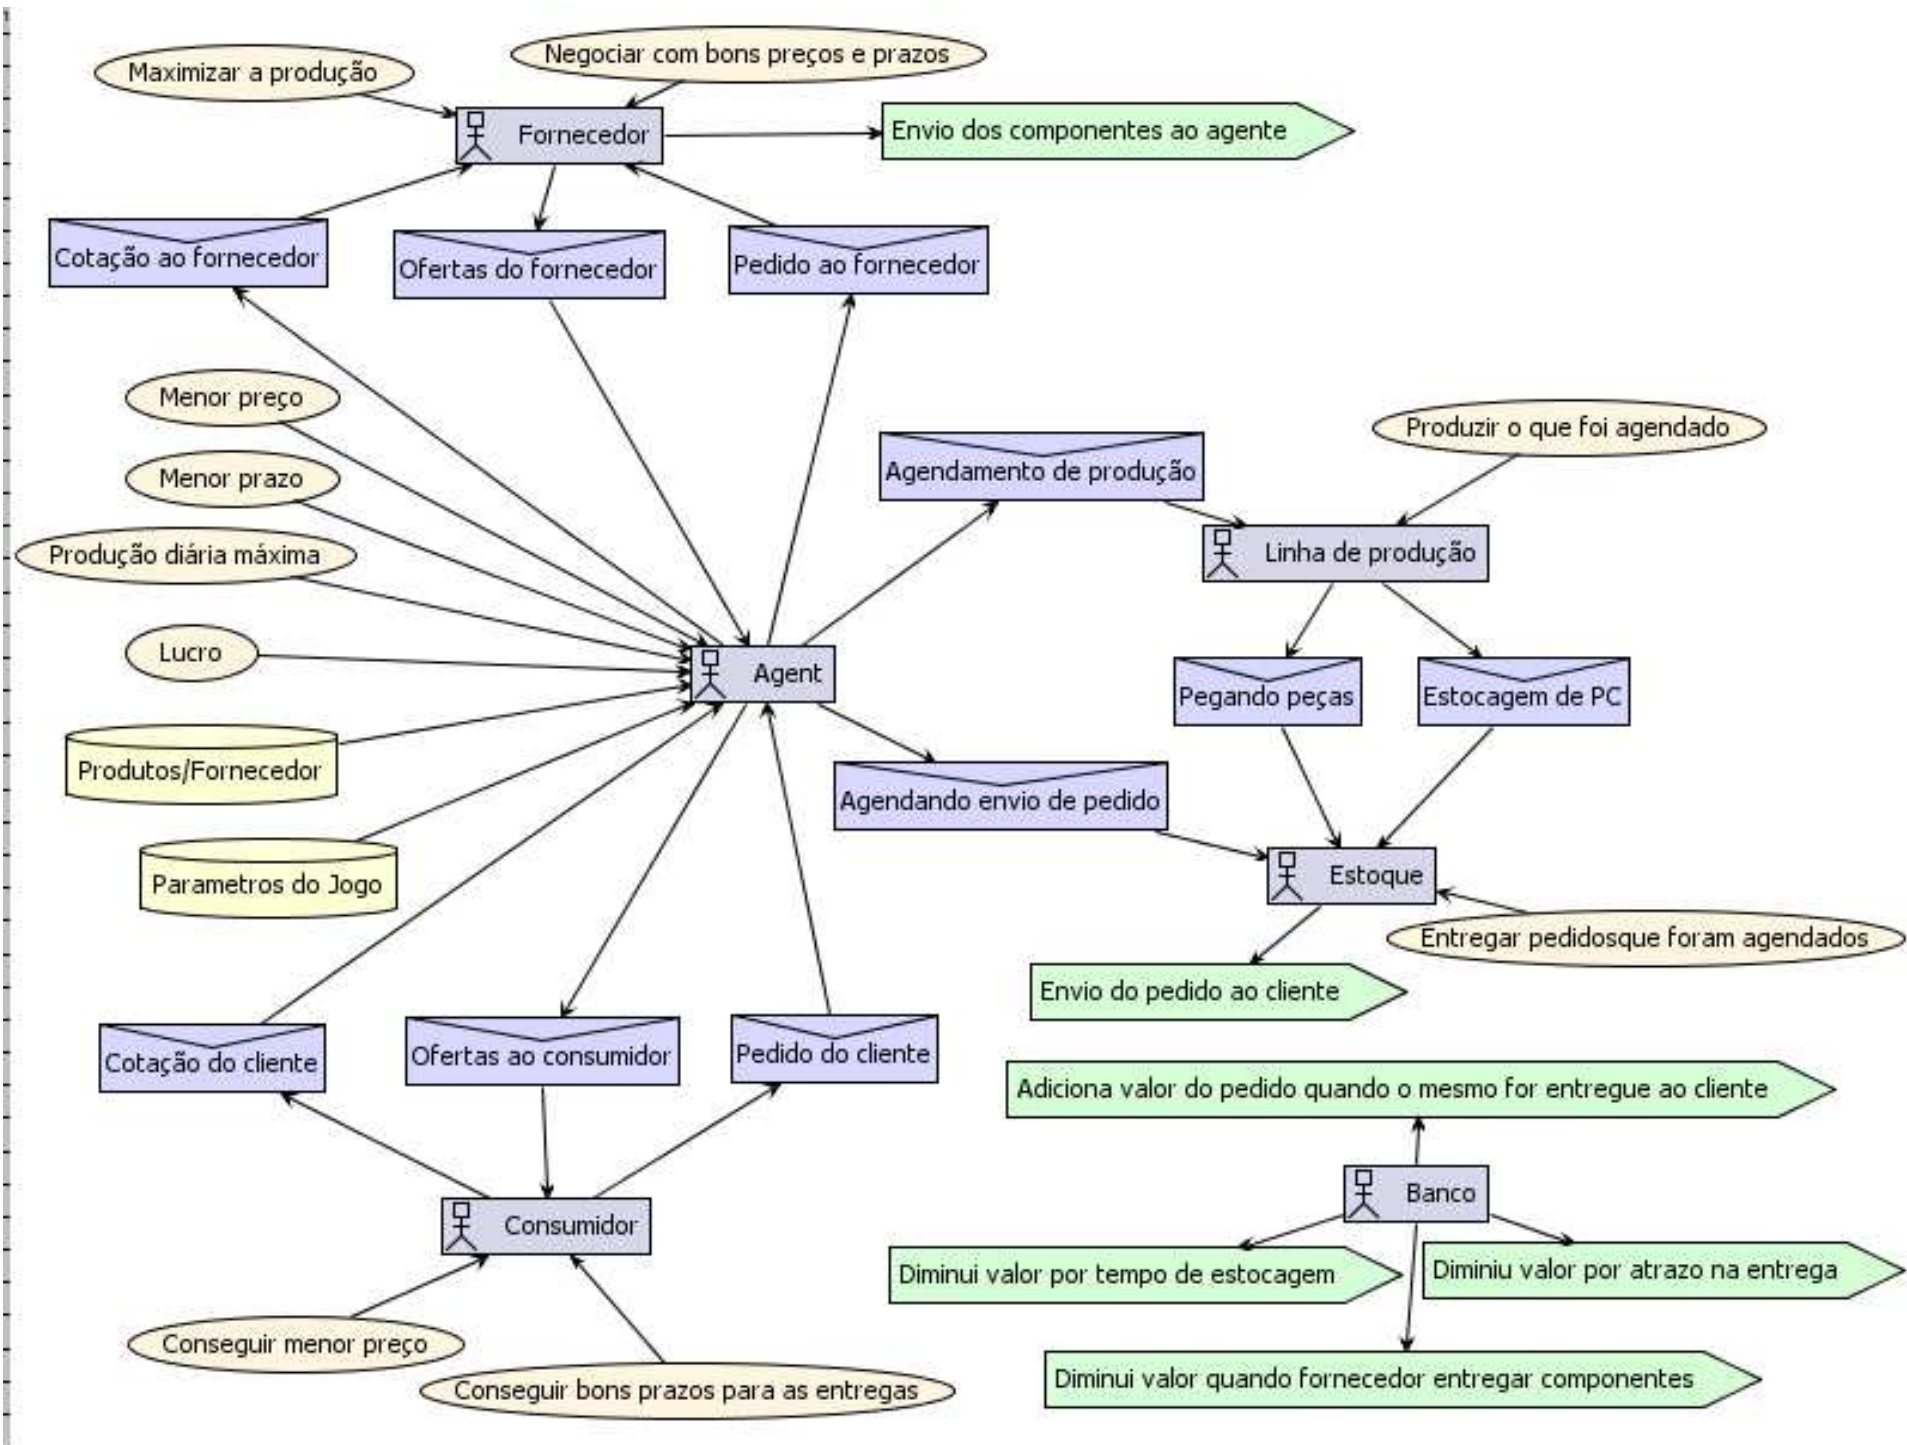 Maximizar a produção
Negociar com bons preços e prazos
Fornecedor
Envio dos componentes ao agente
Cotação ao fornecedor
Ofertas do fornecedor
Pedido ao fornecedor
Menor preço
Menor prazo
Produção diária máxima
Lucro
Produtos/Fornecedor
Parametros do Jogo
Agent
Agendamento de produção
Produzir o que foi agendado
Linha de produção
Pegando peças
Estocagem de PC
Agendando envio de pedido
Estoque
Entregar pedidosque foram agendados
Envio do pedido ao cliente
Cotação do cliente
Ofertas ao consumidor
Pedido do cliente
Consumidor
Conseguir menor preço
Conseguir bons prazos para as entregas
Adiciona valor do pedido quando o mesmo for entregue ao cliente
Banco
Diminui valor por tempo de estocagem
Diminiu valor por atrazo na entrega
Diminui valor quando fornecedor entregar componentes